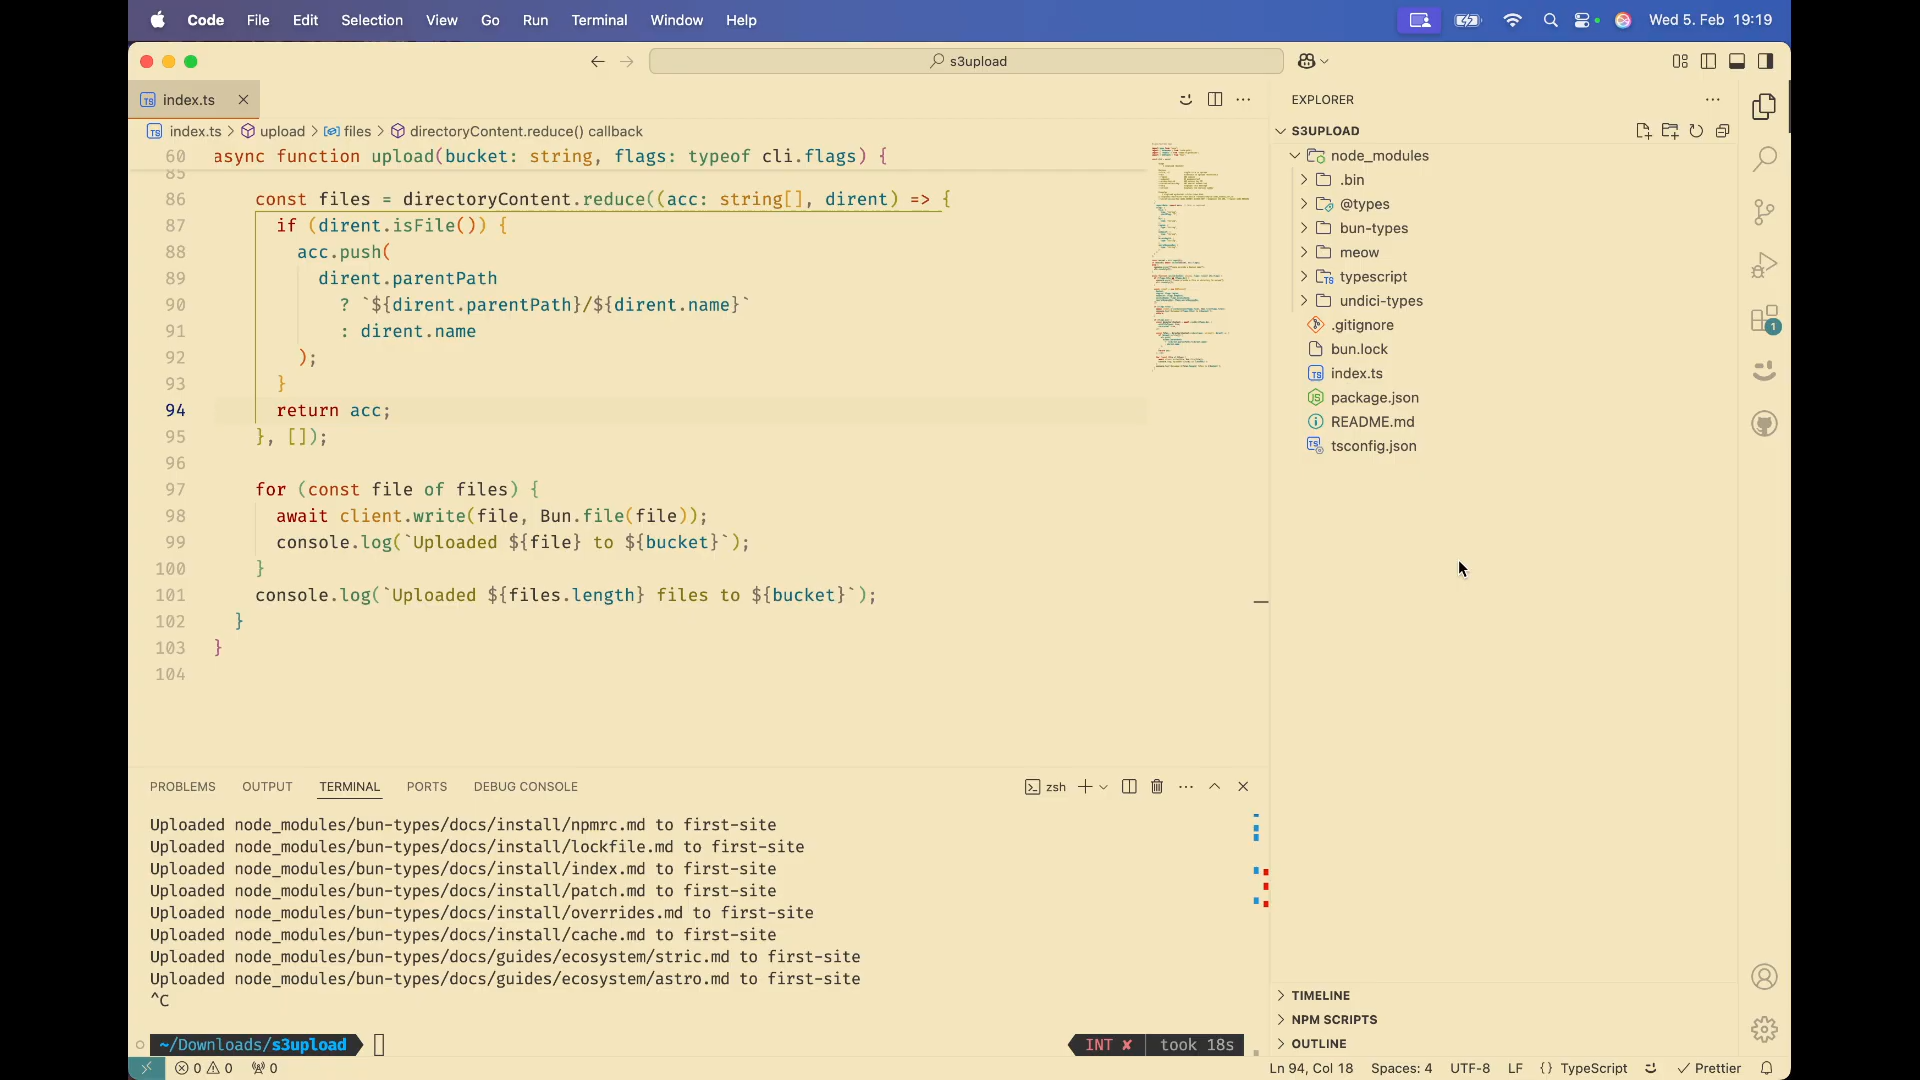 Code File Edit Selection View Go Run Terminal Window Help
Wed 5. Feb 19:19
s3upload
index.ts
index.ts > upload > files > directoryContent.reduce() callback
60 async function upload(bucket: string, flags: typeof cli.flags) {
85
86 const files = directoryContent.reduce((acc: string[], dirent) => {
87 if (dirent.isFile()) {
88 acc.push(
89 dirent.parentPath
90 ? `${dirent.parentPath}/${dirent.name}`
91 : dirent.name
92 );
93 }
94 return acc;
95 }, []);
96
97 for (const file of files) {
98 await client.write(file, Bun.file(file));
99 console.log(`Uploaded ${file} to ${bucket}`);
100 }
101 console.log(`Uploaded ${files.length} files to ${bucket}`);
102 }
103 }
104
EXPLORER
S3UPLOAD
node_modules
.bin
@types
bun-types
meow
typescript
undici-types
.gitignore
bun.lock
index.ts
package.json
README.md
tsconfig.json
1
TIMELINE
NPM SCRIPTS
OUTLINE
PROBLEMS OUTPUT TERMINAL PORTS DEBUG CONSOLE
zsh
Uploaded node_modules/bun-types/docs/install/npmrc.md to first-site
Uploaded node_modules/bun-types/docs/install/lockfile.md to first-site
Uploaded node_modules/bun-types/docs/install/index.md to first-site
Uploaded node_modules/bun-types/docs/install/patch.md to first-site
Uploaded node_modules/bun-types/docs/install/overrides.md to first-site
Uploaded node_modules/bun-types/docs/install/cache.md to first-site
Uploaded node_modules/bun-types/docs/guides/ecosystem/stric.md to first-site
Uploaded node_modules/bun-types/docs/guides/ecosystem/astro.md to first-site
^C
~/Downloads/s3upload
INT ✘ took 18s
0 0 0
Ln 94, Col 18 Spaces: 4 UTF-8 LF {} TypeScript Prettier